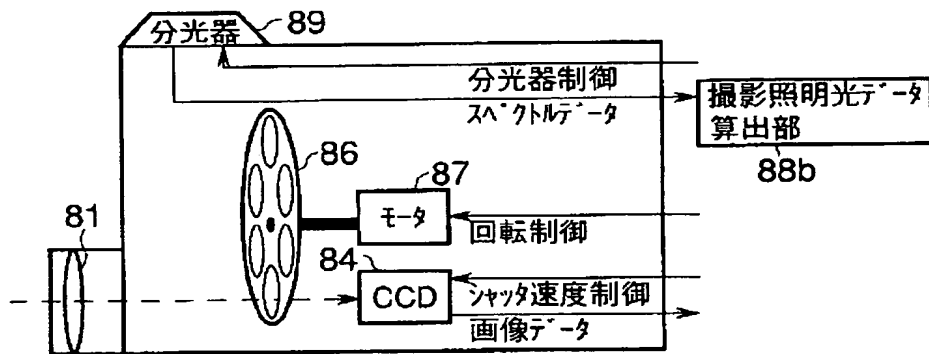 分光器 89
分光器制御
スペクトルデータ
撮影照明光データ
算出部
88b
86
87
モータ
回転制御
81
84
CCD
シャッタ速度制御
画像データ